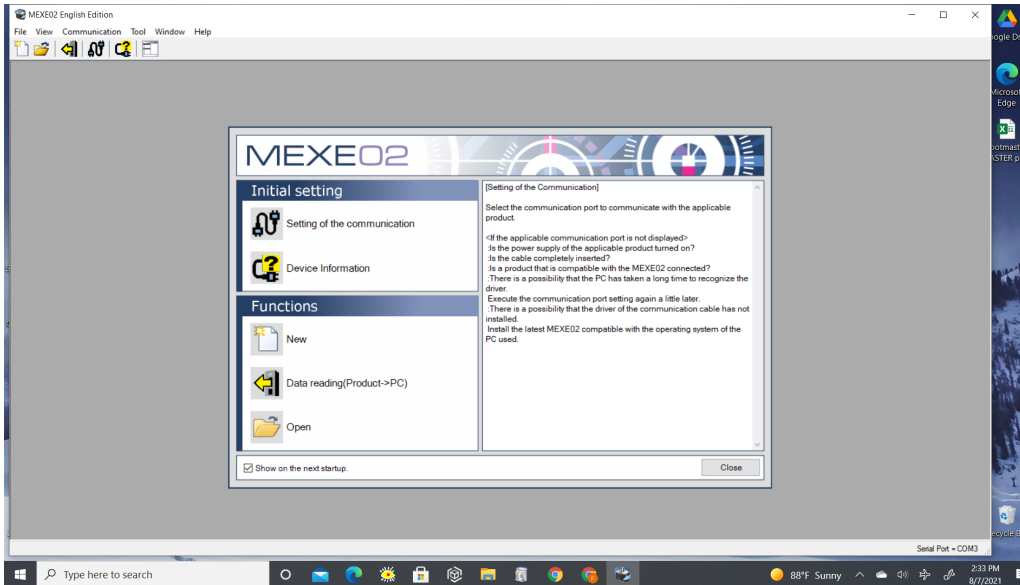 MEXE02 English Edition
File View Communication Tool Window Help
MEXE02
Initial setting
Setting of the communication
Device Information
Functions
New
Data reading(Product->PC)
Open
[Setting of the Communication]
Select the communication port to communicate with the applicable
product.
<If the applicable communication port is not displayed>
:Is the power supply of the applicable product turned on?
:Is the cable completely inserted?
:Is a product that is compatible with the MEXE02 connected?
:There is a possibility that the PC has taken a long time to recognize the
driver.
Execute the communication port setting again a little later.
:There is a possibility that the driver of the communication cable has not
installed.
Install the latest MEXE02 compatible with the operating system of the
PC used.
Show on the next startup.
Close
Serial Port = COM3
Microsof
Edge
Type here to search
88°F Sunny
2:33 PM
8/7/2021